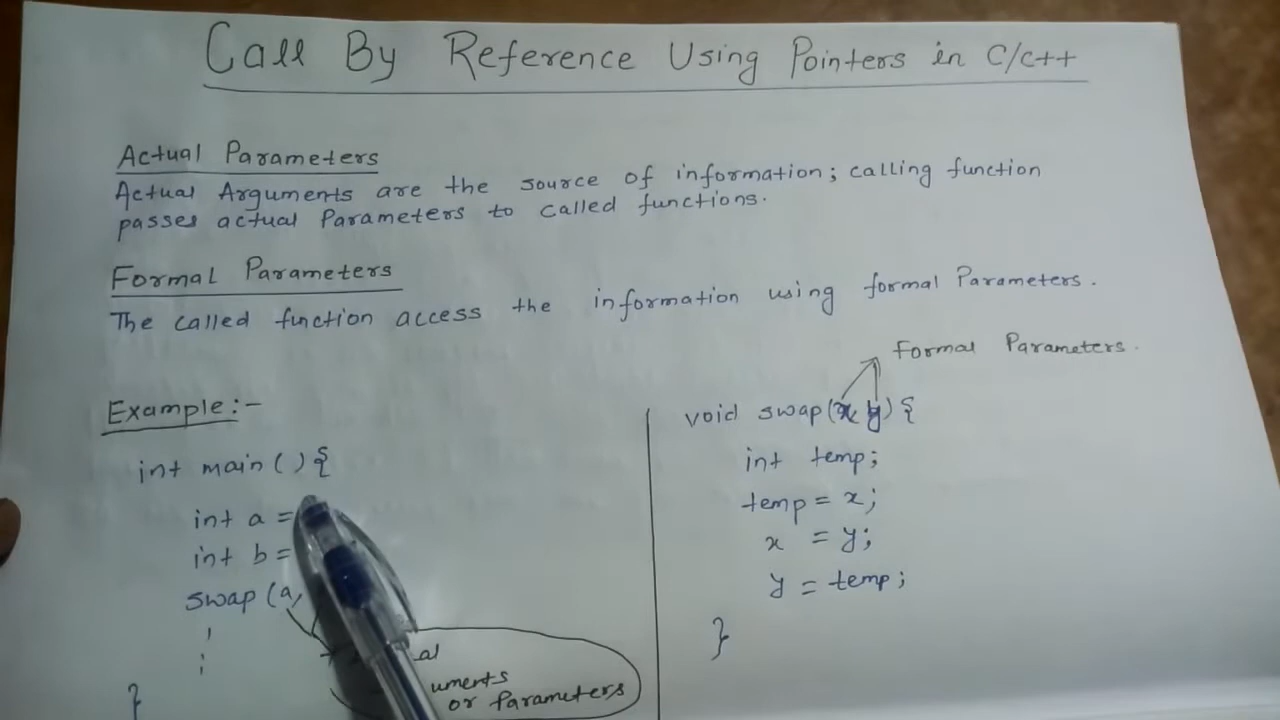 Call By Reference Using Pointers in C/C++
Actual Parameters
Actual Arguments are the source of information; calling function
passes actual Parameters to called functions.
Formal Parameters
The called function access the information using formal Parameters.
Formal Parameters.
Example:-
int main() {
int a =
int b =
swap (a,
}
or Parameters
void swap(x y) {
int temp;
temp = x;
x = y;
y = temp;
}